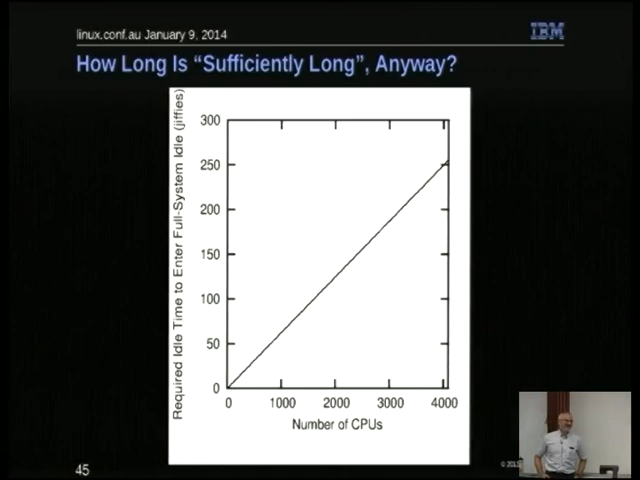 linux.conf.au January 9, 2014
IBM
How Long Is “Sufficiently Long”, Anyway?
Required Idle Time to Enter Full-System Idle (jiffies)
300
250
200
150
100
50
0
0 1000 2000 3000 4000
Number of CPUs
45